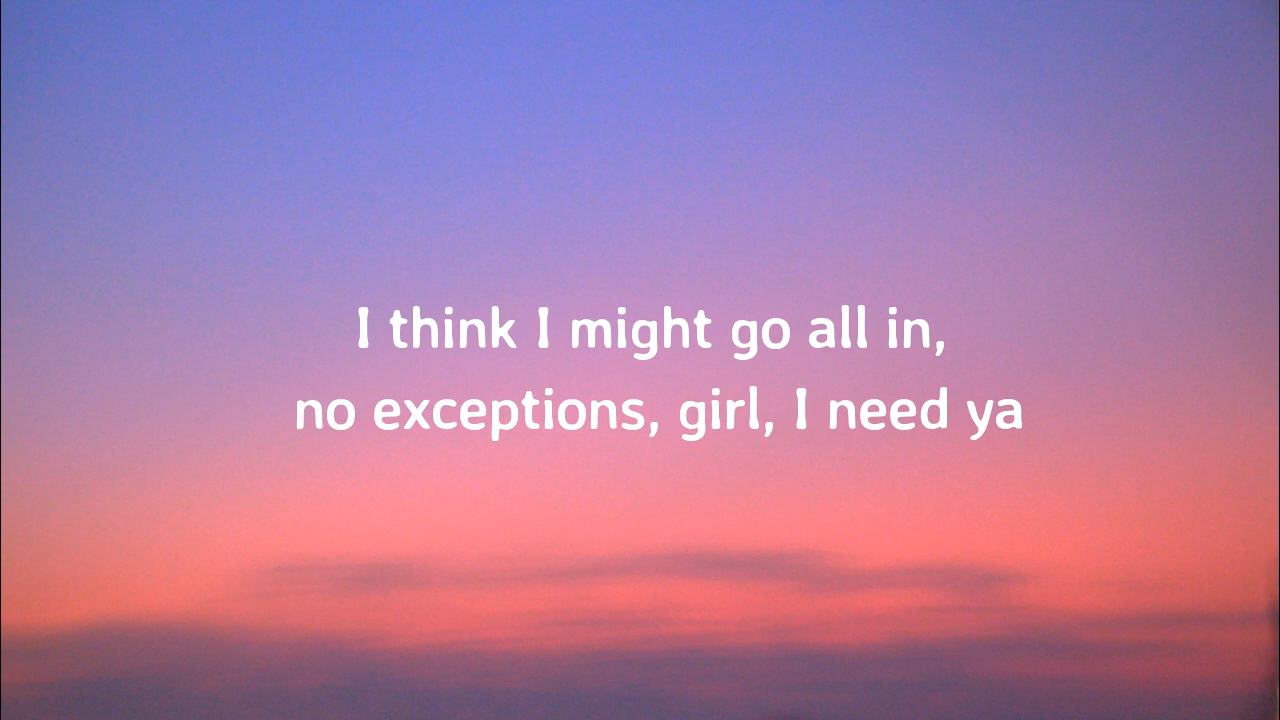 I think I might go all in,
no exceptions, girl, I need ya